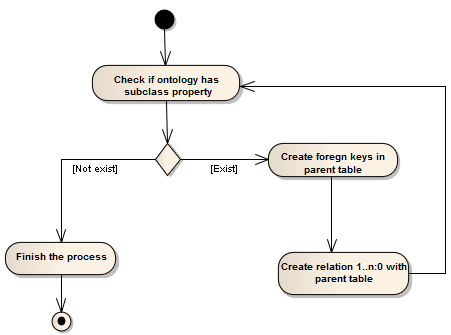 Check if ontology has
subclass property
[Not exist]
[Exist]
Create foregn keys in
parent table
Finish the process
Create relation 1..n:0 with
parent table